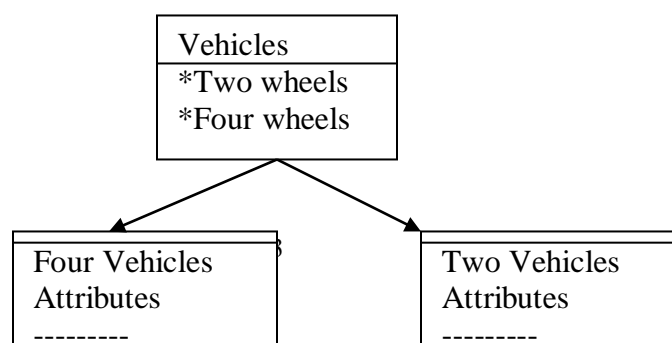 Vehicles
*Two wheels
*Four wheels
Four Vehicles
Attributes
---------
Two Vehicles
Attributes
---------